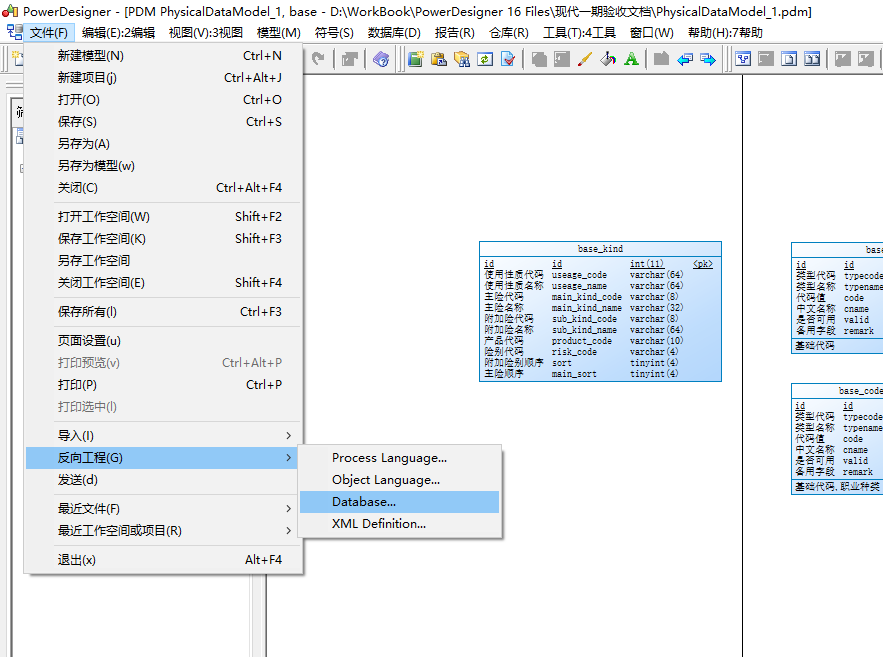 PowerDesigner - [PDM PhysicalDataModel_1, base - D:\WorkBook\PowerDesigner 16 Files\现代一期验收文档\PhysicalDataModel_1.pdm]
文件(F) 编辑(E):2编辑 视图(V):3视图 模型(M) 符号(S) 数据库(D) 报告(R) 仓库(R) 工具(T):4工具 窗口(W) 帮助(H):7帮助
新建模型(N) Ctrl+N
新建项目(j) Ctrl+Alt+J
打开(O) Ctrl+O
保存(S) Ctrl+S
另存为(A)
另存为模型(w)
关闭(C) Ctrl+Alt+F4
打开工作空间(W) Shift+F2
保存工作空间(K) Shift+F3
另存工作空间
关闭工作空间(E) Shift+F4
保存所有(l) Ctrl+F3
页面设置(u)
打印预览(v) Ctrl+Alt+P
打印(P) Ctrl+P
打印选中(l)
导入(I)
反向工程(G)
发送(d)
最近文件(F)
最近工作空间或项目(R)
退出(x) Alt+F4
Process Language...
Object Language...
Database...
XML Definition...
base_kind
id id int(11) <pk>
使用性质代码 useage_code varchar(64)
使用性质名称 useage_name varchar(64)
主险代码 main_kind_code varchar(8)
主险名称 main_kind_name varchar(32)
附加险代码 sub_kind_code varchar(8)
附加险名称 sub_kind_name varchar(64)
产品代码 product_code varchar(10)
险别代码 risk_code varchar(4)
附加险别顺序 sort tinyint(4)
主险顺序 main_sort tinyint(4)
base
id id
类型代码 typecode
类型名称 typename
代码值 code
中文名称 cname
是否可用 valid
备用字段 remark
基础代码
base_code
id id
类型代码 typecode
类型名称 typename
代码值 code
中文名称 cname
是否可用 valid
备用字段 remark
基础代码,职业种类